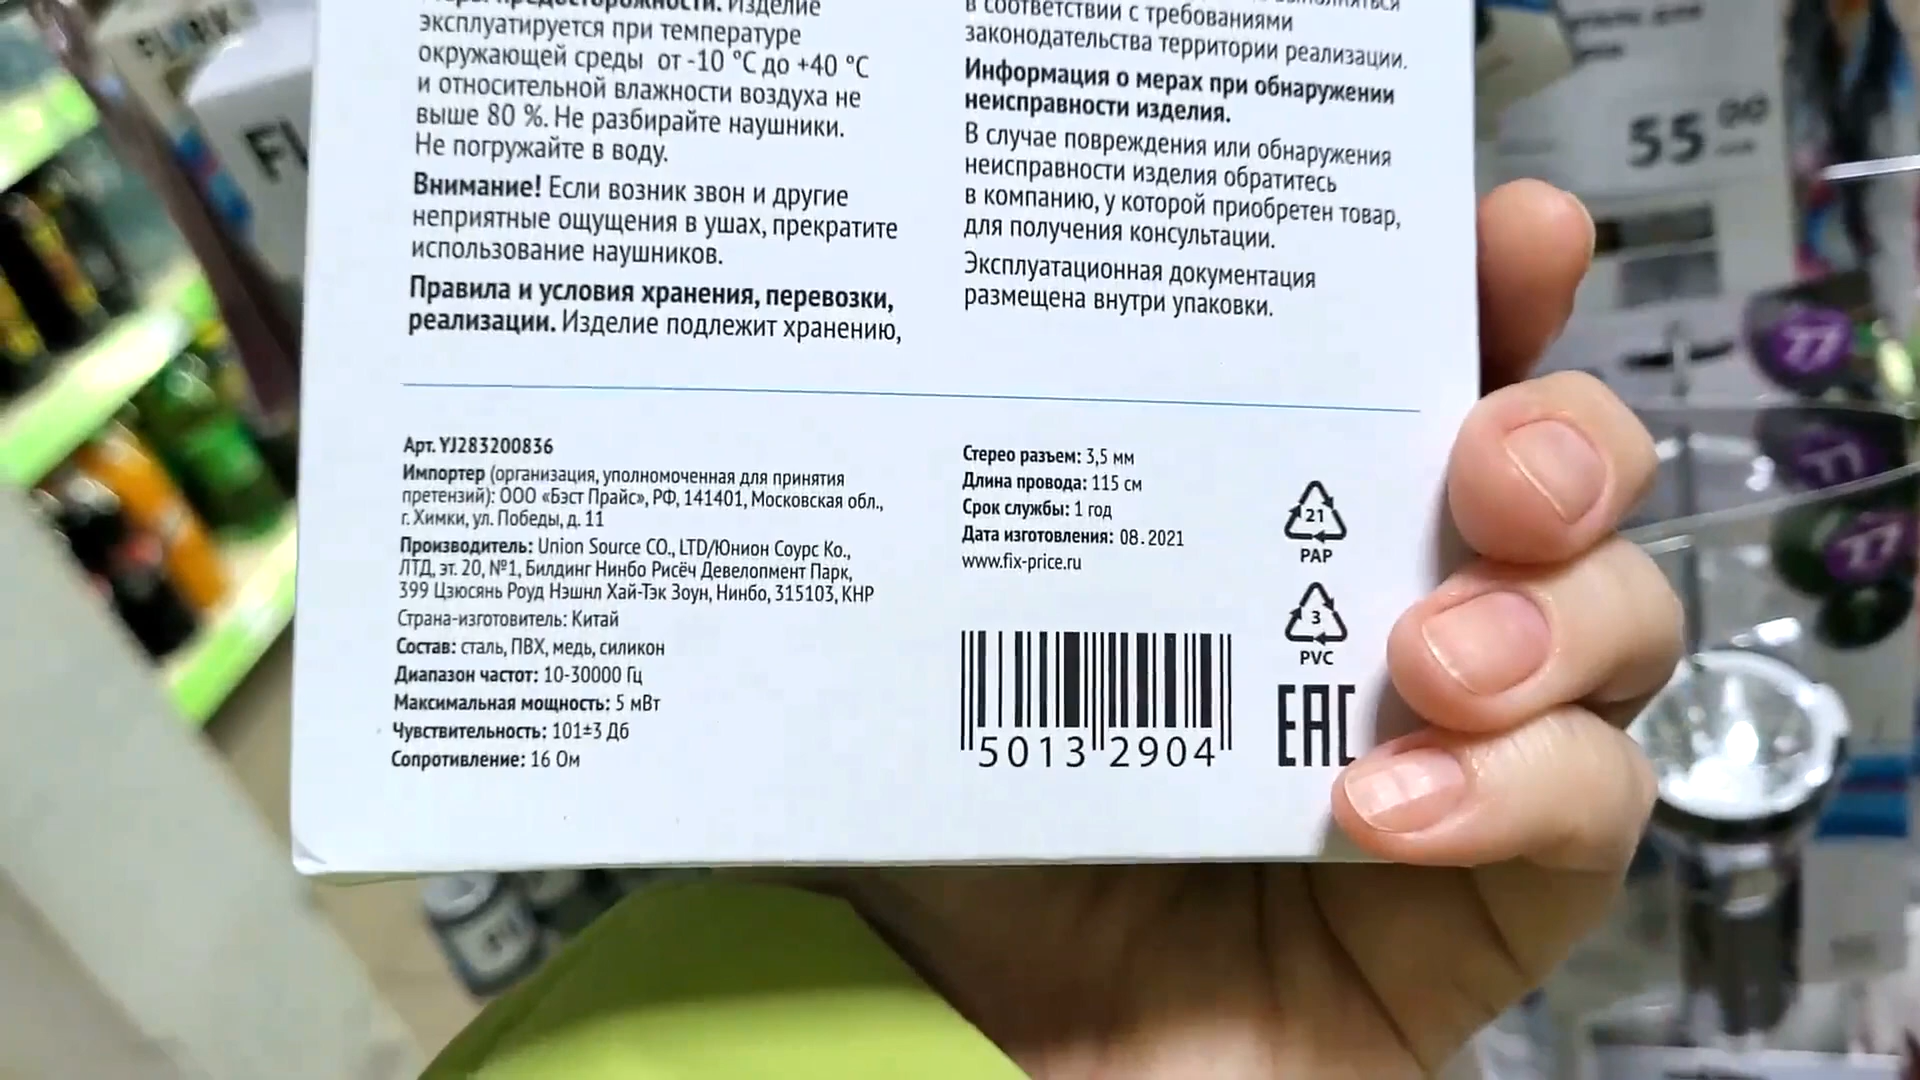 предосторожности. Изделие
эксплуатируется при температуре
окружающей среды от -10 °C до +40 °C
и относительной влажности воздуха не
выше 80 %. Не разбирайте наушники.
Не погружайте в воду.
Внимание! Если возник звон и другие
неприятные ощущения в ушах, прекратите
использование наушников.
Правила и условия хранения, перевозки,
реализации. Изделие подлежит хранению,
в соответствии с требованиями
законодательства территории реализации.
Информация о мерах при обнаружении
неисправности изделия.
В случае повреждения или обнаружения
неисправности изделия обратитесь
в компанию, у которой приобретен товар,
для получения консультации.
Эксплуатационная документация
размещена внутри упаковки.
Арт. YJ283200836
Импортер (организация, уполномоченная для принятия
претензий): ООО «Бэст Прайс», РФ, 141401, Московская обл.,
г. Химки, ул. Победы, д. 11
Производитель: Union Source CO., LTD/Юнион Соурс Ко.,
ЛТД, эт. 20, №1, Билдинг Нинбо Рисёч Девелопмент Парк,
399 Цзюсянь Роуд Нэшнл Хай-Тэк Зоун, Нинбо, 315103, КНР
Страна-изготовитель: Китай
Состав: сталь, ПВХ, медь, силикон
Диапазон частот: 10-30000 Гц
Максимальная мощность: 5 мВт
Чувствительность: 101±3 Дб
Сопротивление: 16 Ом
Стерео разъем: 3,5 мм
Длина провода: 115 см
Срок службы: 1 год
Дата изготовления: 08.2021
www.fix-price.ru
5013 2904
21
PAP
3
PVC
EAC
55 00
77
77
77